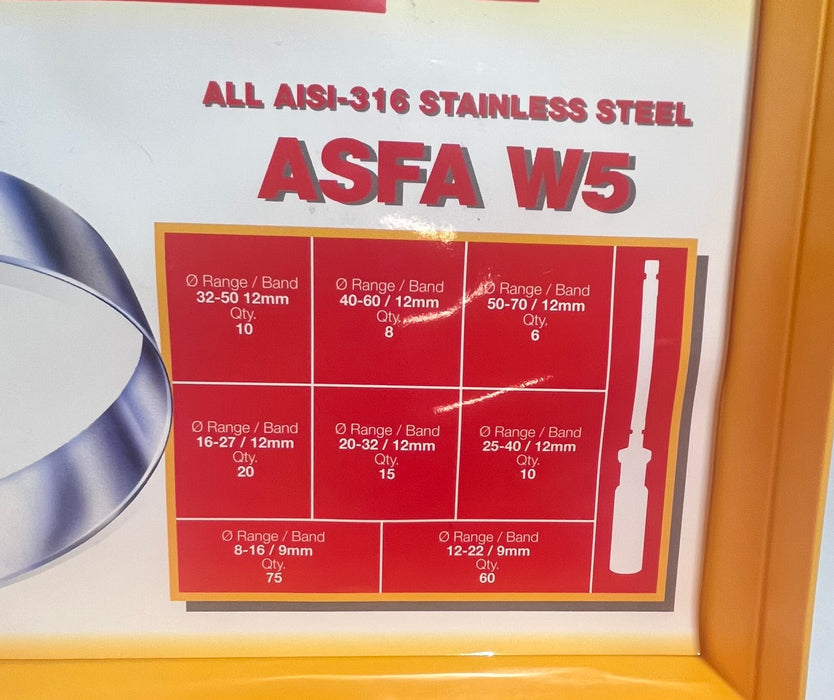 ALL AISI-316 STAINLESS STEEL
ASFA W5
Ø Range / Band
32-50 12mm
Qty.
10
Ø Range / Band
40-60 / 12mm
Qty.
8
Ø Range / Band
50-70 / 12mm
Qty.
6
Ø Range / Band
16-27 / 12mm
Qty.
20
Ø Range / Band
20-32 / 12mm
Qty.
15
Ø Range / Band
25-40 / 12mm
Qty.
10
Ø Range / Band
8-16 / 9mm
Qty.
75
Ø Range / Band
12-22 / 9mm
Qty.
60